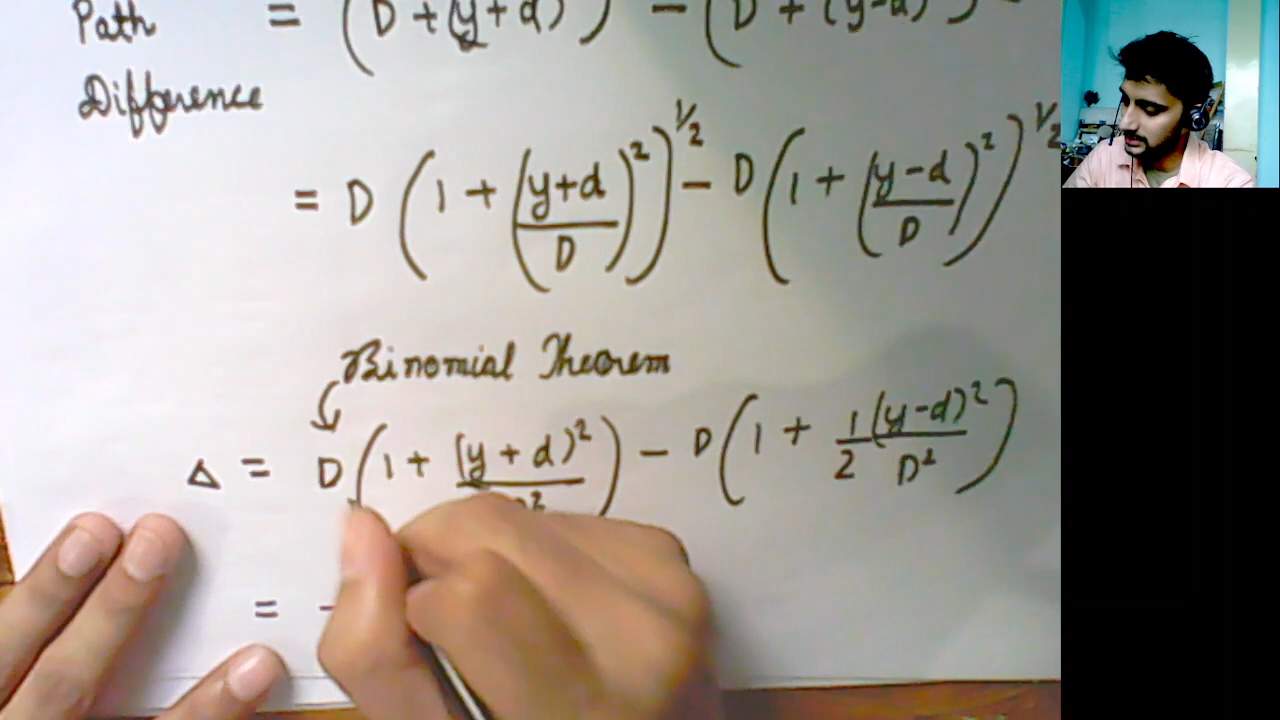 Path = (D + (y+d) ) - (D + (y-d) )
Difference
= D (1 + ((y+d)/D)²)^1/2 - D (1 + ((y-d)/D)²)^1/2
Binomial Theorem
Δ = D (1 + (y+d)²/D²) - D (1 + 1/2 (y-d)²/D²)
=